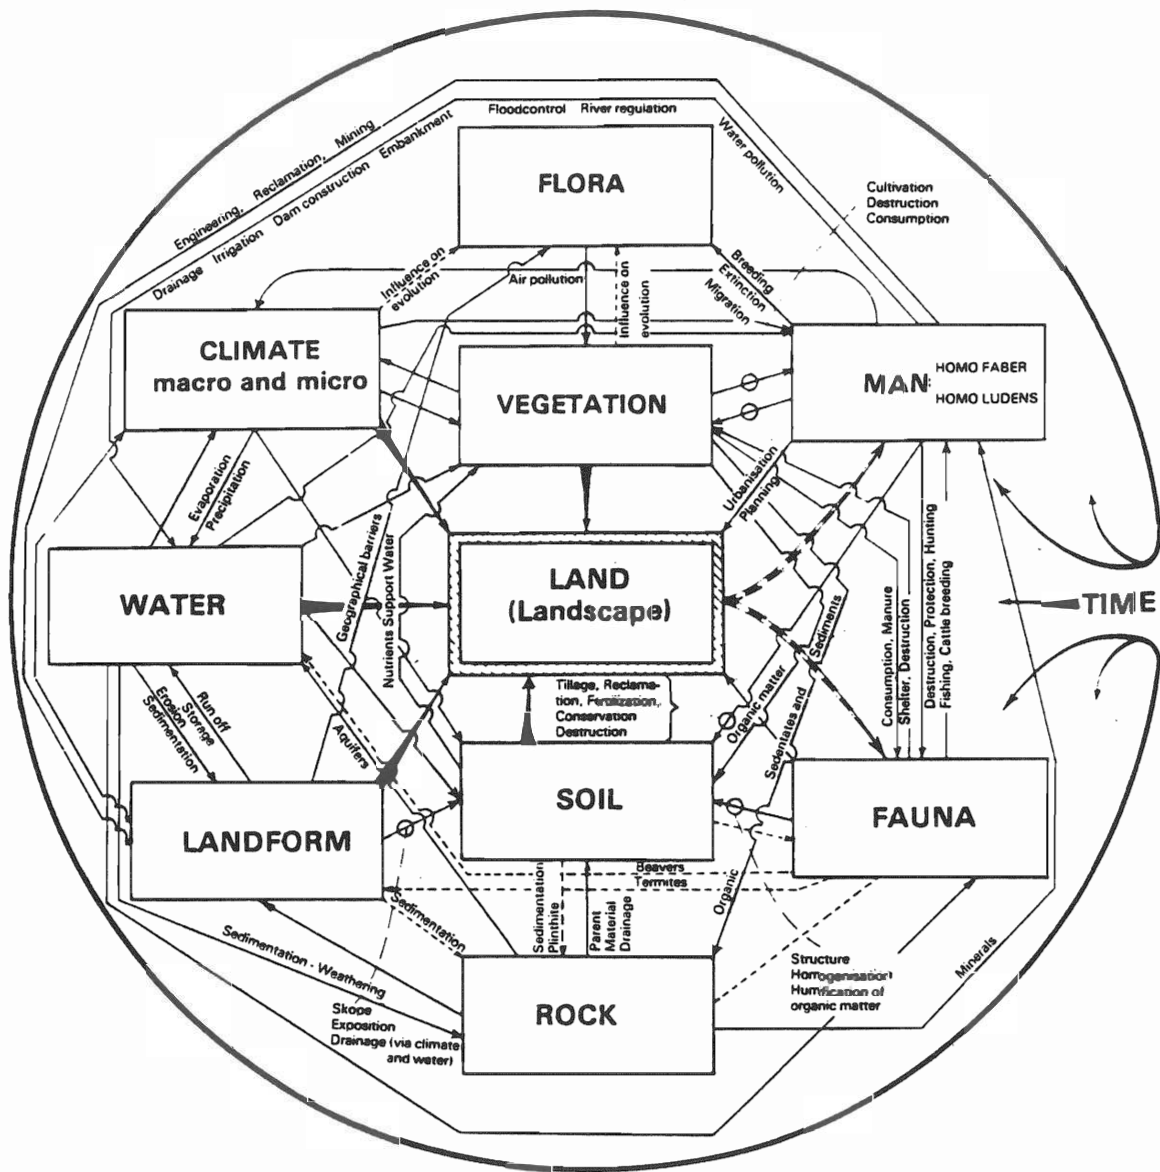 Floodcontrol River regulation
Engineering, Reclamation, Mining
Drainage Irrigation Dam construction Embankment
Water pollution
FLORA
Cultivation
Destruction
Consumption
Influence on
evolution
Air pollution
Influence on
evolution
Breeding
Extinction
Migration
CLIMATE
macro and micro
VEGETATION
MAN:
HOMO FABER
HOMO LUDENS
Evaporation
Precipitation
Urbanisation
Planning
WATER
Geographical barriers
Nutrients Support Water
LAND
(Landscape)
TIME
Consumption, Manure
Shelter, Destruction
Destruction, Protection, Hunting
Fishing, Cattle breeding
Run off
Storage
Erosion
Sedimentation
Aquifers
Tillage, Reclama-
tion, Fertilization,
Conservation
Destruction
Organic matter
Sedentates and
Sediments
LANDFORM
SOIL
FAUNA
Beavers
Termites
Organic
Sedimentation
Sedimentation
Plinthite
Parent
Material
Drainage
Sedimentation - Weathering
Skope
Exposition
Drainage (via climate
and water)
ROCK
Structure
Homogenisation
Humification of
organic matter
Minerals